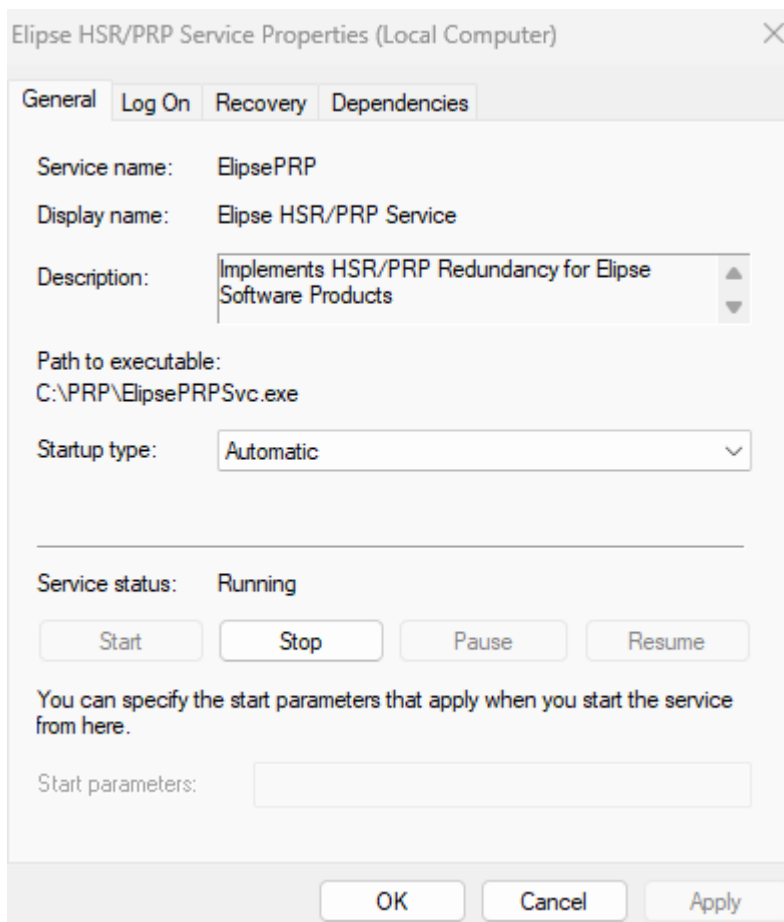 Elipse HSR/PRP Service Properties (Local Computer)
General Log On Recovery Dependencies
Service name: ElipsePRP
Display name: Elipse HSR/PRP Service
Description: Implements HSR/PRP Redundancy for Elipse
Software Products
Path to executable:
C:\PRP\ElipsePRPSvc.exe
Startup type: Automatic
Service status: Running
Start Stop Pause Resume
You can specify the start parameters that apply when you start the service
from here.
Start parameters:
OK Cancel Apply